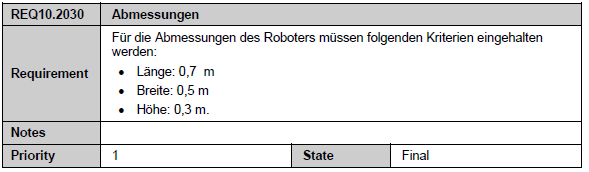 REQ10.2030 Abmessungen
Requirement
Für die Abmessungen des Roboters müssen folgenden Kriterien eingehalten
werden:
• Länge: 0,7 m
• Breite: 0,5 m
• Höhe: 0,3 m.
Notes
Priority 1 State Final